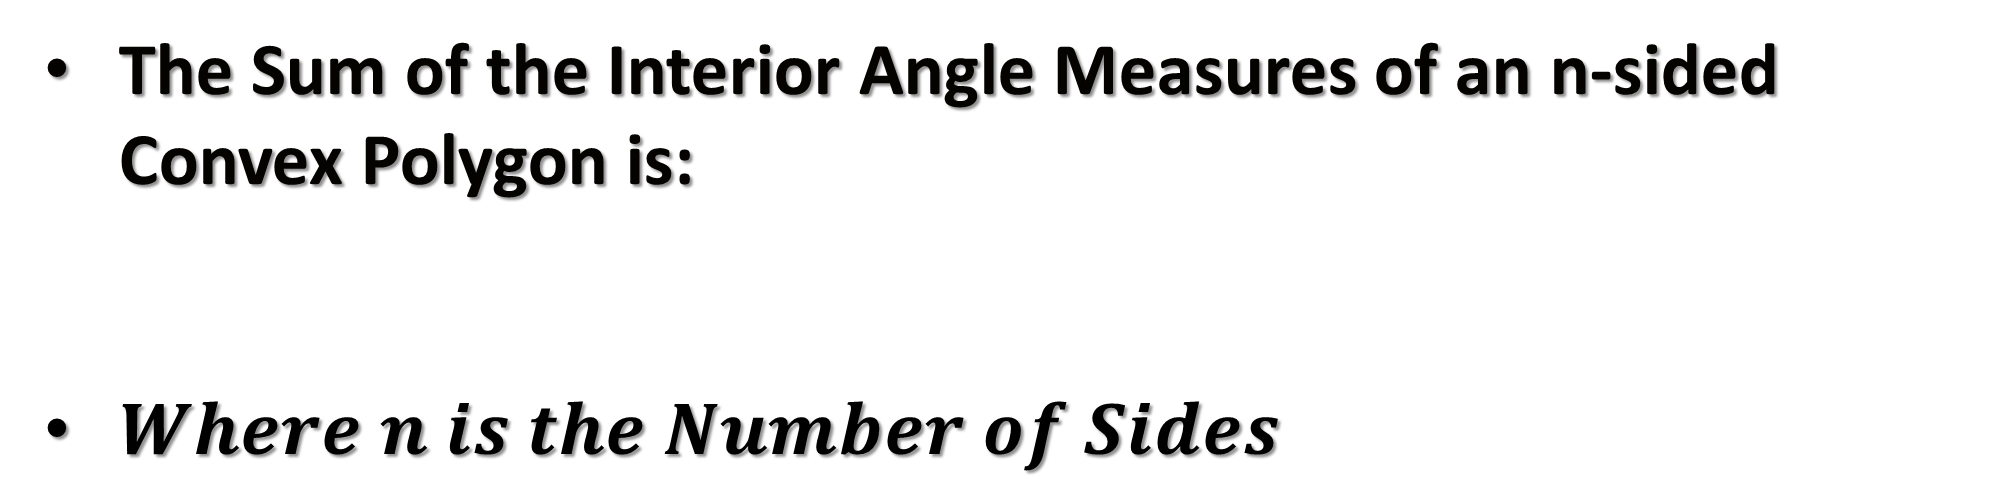 • The Sum of the Interior Angle Measures of an n-sided
Convex Polygon is:
• Where n is the Number of Sides